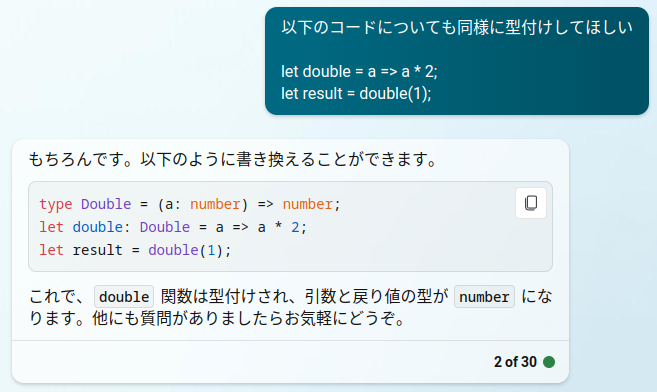 以下のコードについても同様に型付けしてほしい
let double = a => a * 2;
let result = double(1);
もちろんです。以下のように書き換えることができます。
type Double = (a: number) => number;
let double: Double = a => a * 2;
let result = double(1);
これで、double 関数は型付けされ、引数と戻り値の型が number にな
ります。他にも質問がありましたらお気軽にどうぞ。
2 of 30